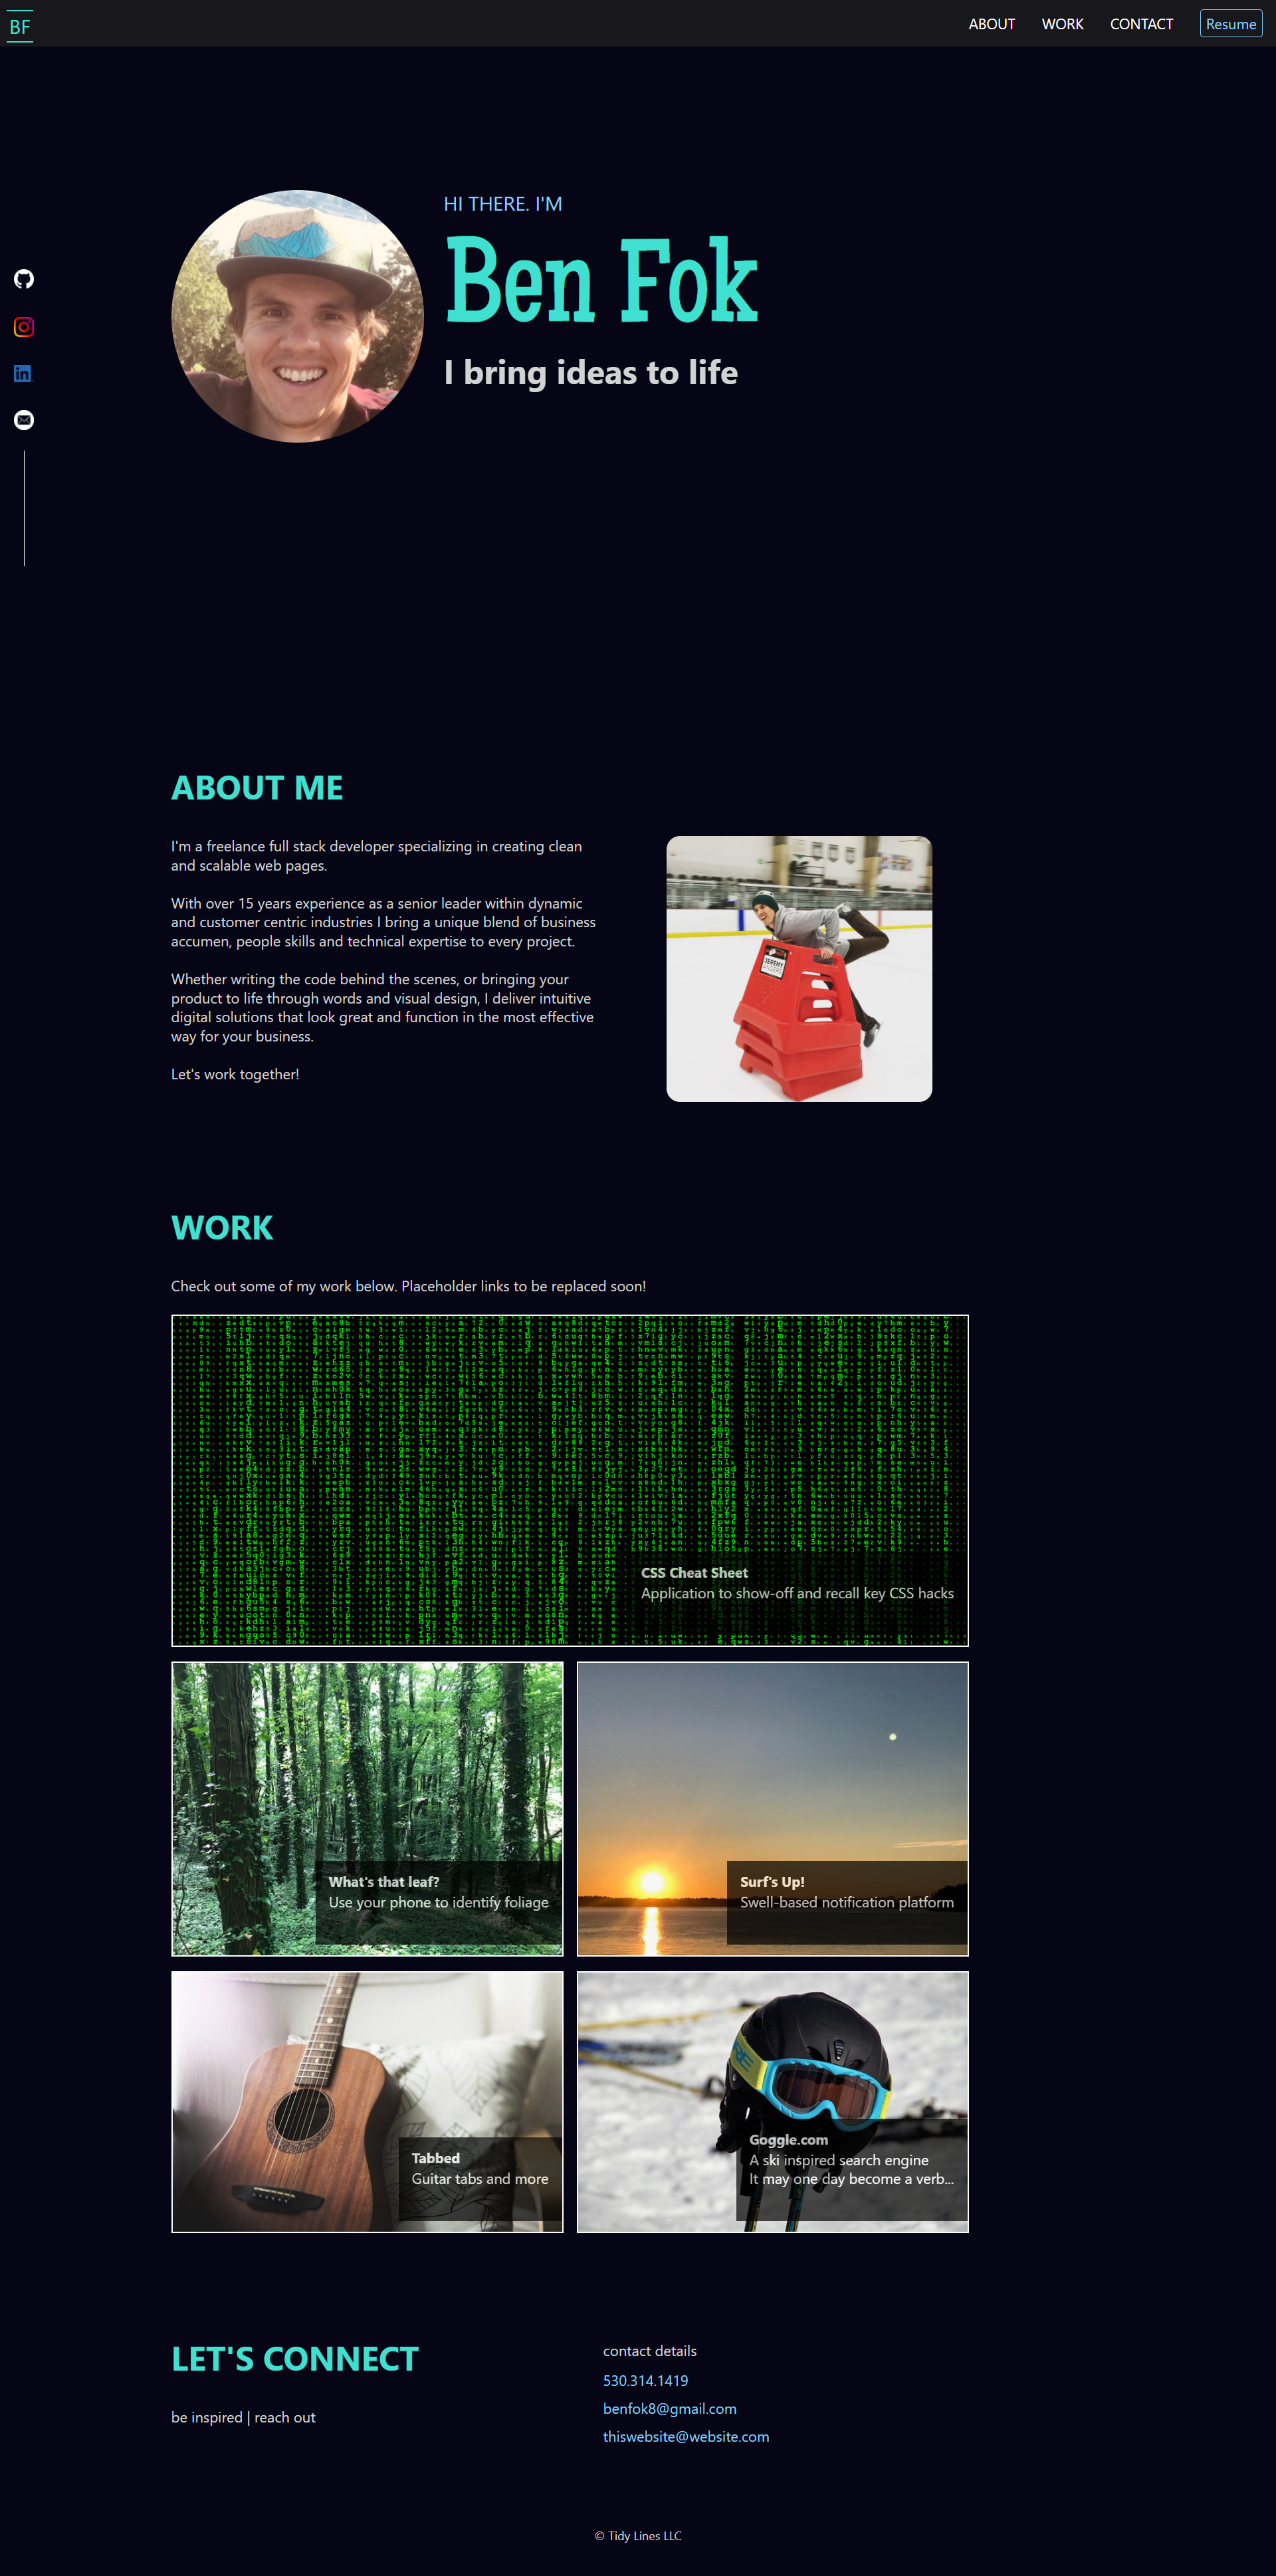 BF
ABOUT
WORK
CONTACT
Resume
HI THERE. I'M
Ben Fok
I bring ideas to life
ABOUT ME
I'm a freelance full stack developer specializing in creating clean
and scalable web pages.
With over 15 years experience as a senior leader within dynamic
and customer centric industries I bring a unique blend of business
accumen, people skills and technical expertise to every project.
Whether writing the code behind the scenes, or bringing your
product to life through words and visual design, I deliver intuitive
digital solutions that look great and function in the most effective
way for your business.
Let's work together!
JEREMY
WORK
Check out some of my work below. Placeholder links to be replaced soon!
CSS Cheat Sheet
Application to show-off and recall key CSS hacks
What's that leaf?
Use your phone to identify foliage
Surf's Up!
Swell-based notification platform
Tabbed
Guitar tabs and more
Goggle.com
A ski inspired search engine
It may one day become a verb...
LET'S CONNECT
be inspired | reach out
contact details
530.314.1419
benfok8@gmail.com
thiswebsite@website.com
© Tidy Lines LLC